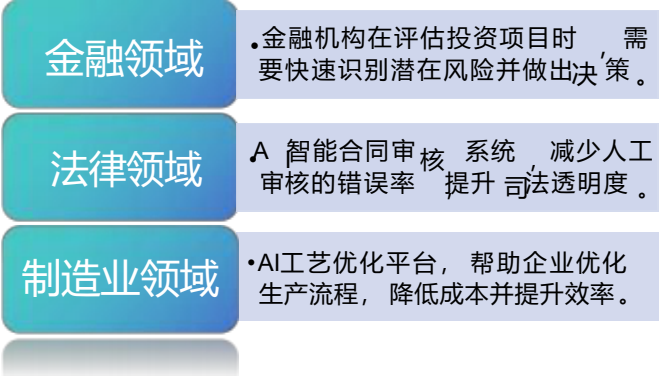 金融领域
•金融机构在评估投资项目时，需
要快速识别潜在风险并做出决策。
法律领域
•AI智能合同审核系统，减少人工
审核的错误率，提升司法透明度。
制造业领域
•AI工艺优化平台，帮助企业优化
生产流程，降低成本并提升效率。